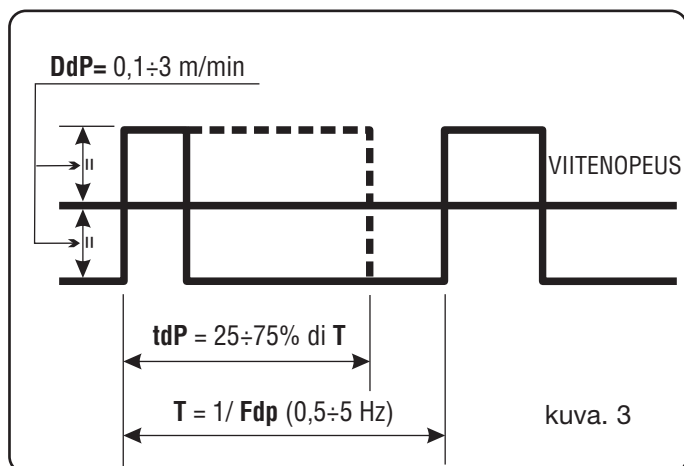 DdP= 0,1÷3 m/min
=
VIITENOPEUS
=
tdP = 25÷75% di T
T = 1/ Fdp (0,5÷5 Hz)
kuva. 3